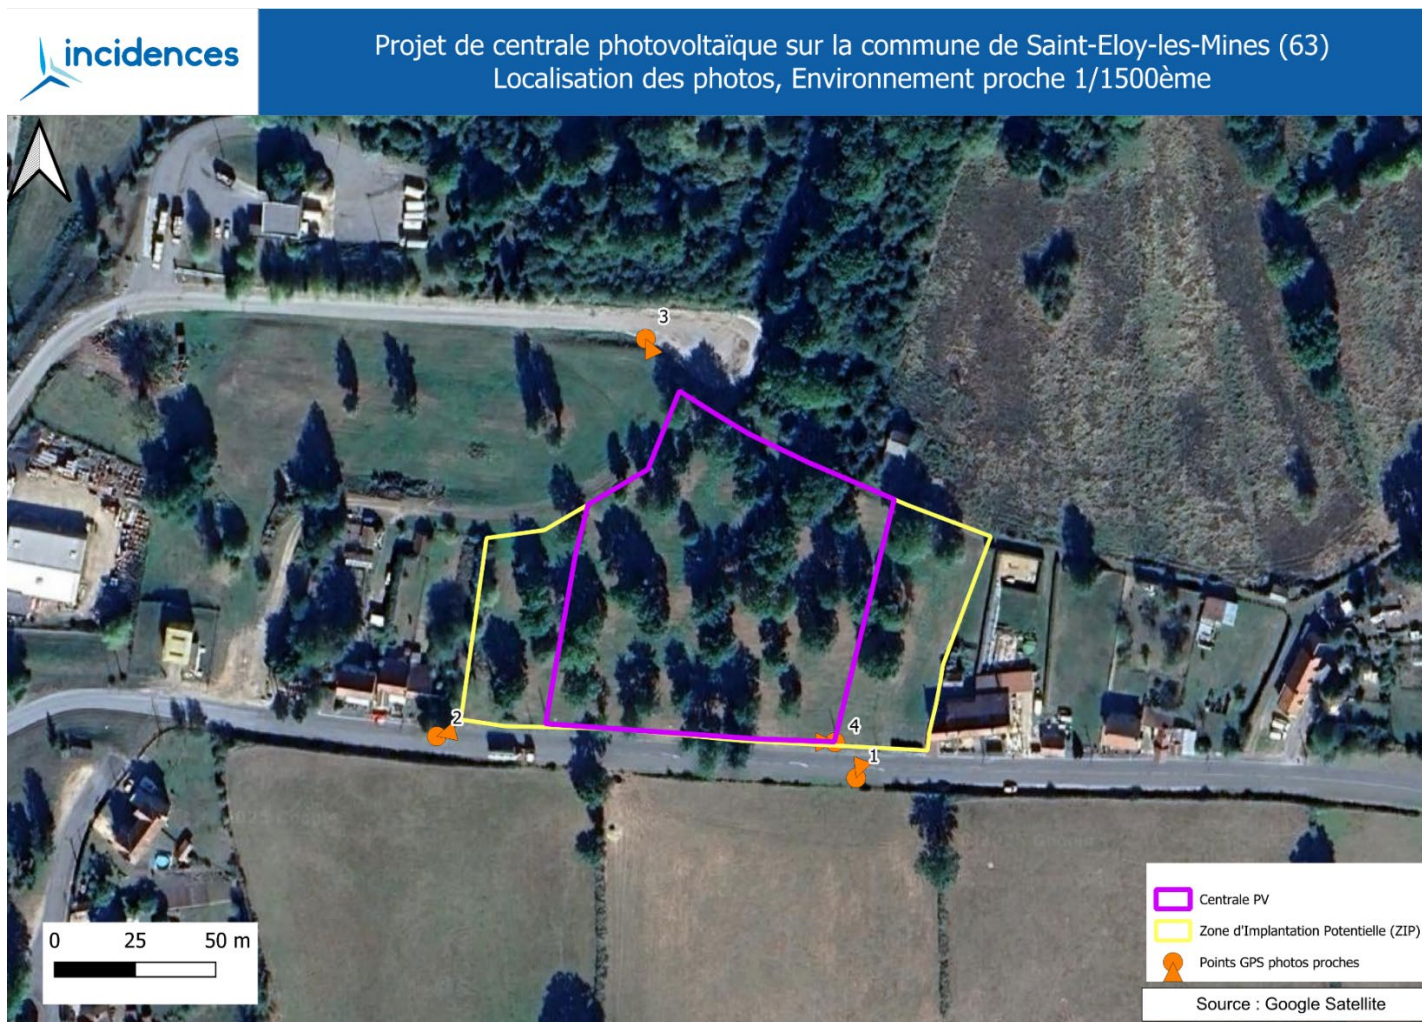 incidences
Projet de centrale photovoltaïque sur la commune de Saint-Eloy-les-Mines (63)
Localisation des photos, Environnement proche 1/1500ème
3
2
4
1
0 25 50 m
Centrale PV
Zone d'Implantation Potentielle (ZIP)
Points GPS photos proches
Source : Google Satellite